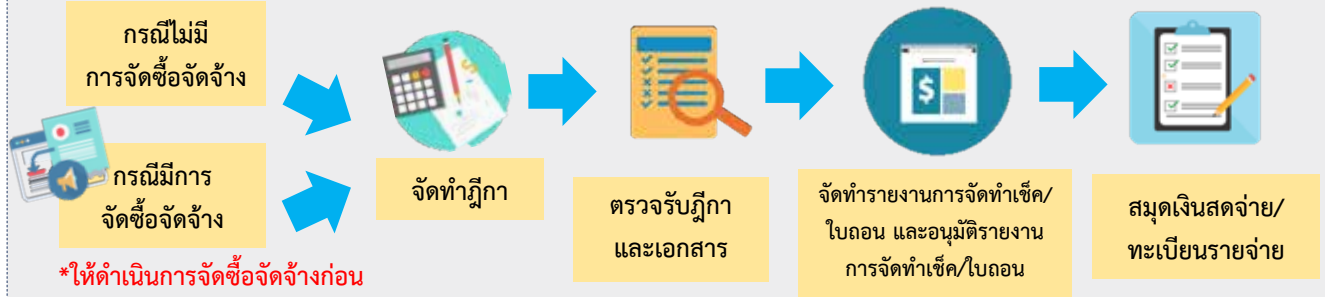 กรณีไม่มี
การจัดซื้อจัดจ้าง
กรณีมีการ
จัดซื้อจัดจ้าง
*ให้ดำเนินการจัดซื้อจัดจ้างก่อน
จัดทำฎีกา
ตรวจรับฎีกา
และเอกสาร
จัดทำรายงานการจัดทำเช็ค/
ใบถอน และอนุมัติรายงาน
การจัดทำเช็ค/ใบถอน
สมุดเงินสดจ่าย/
ทะเบียนรายจ่าย